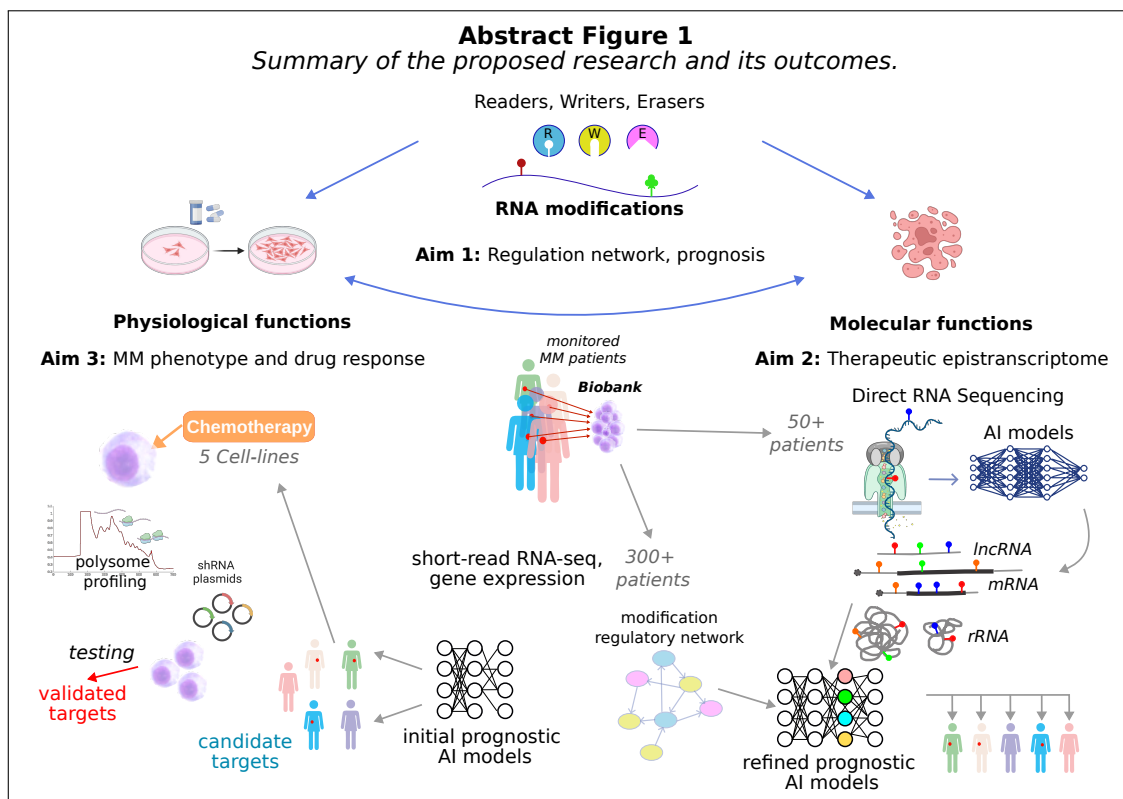 Abstract Figure 1
Summary of the proposed research and its outcomes.
Readers, Writers, Erasers
R
W
E
RNA modifications
Aim 1: Regulation network, prognosis
Physiological functions
Aim 3: MM phenotype and drug response
Molecular functions
Aim 2: Therapeutic epistranscriptome
monitored
MM patients
Biobank
Chemotherapy
5 Cell-lines
50+
patients
Direct RNA Sequencing
AI models
polysome
profiling
shRNA
plasmids
short-read RNA-seq,
gene expression
300+
patients
lncRNA
mRNA
rRNA
modification
regulatory network
testing
validated
targets
candidate
targets
initial prognostic
AI models
refined prognostic
AI models